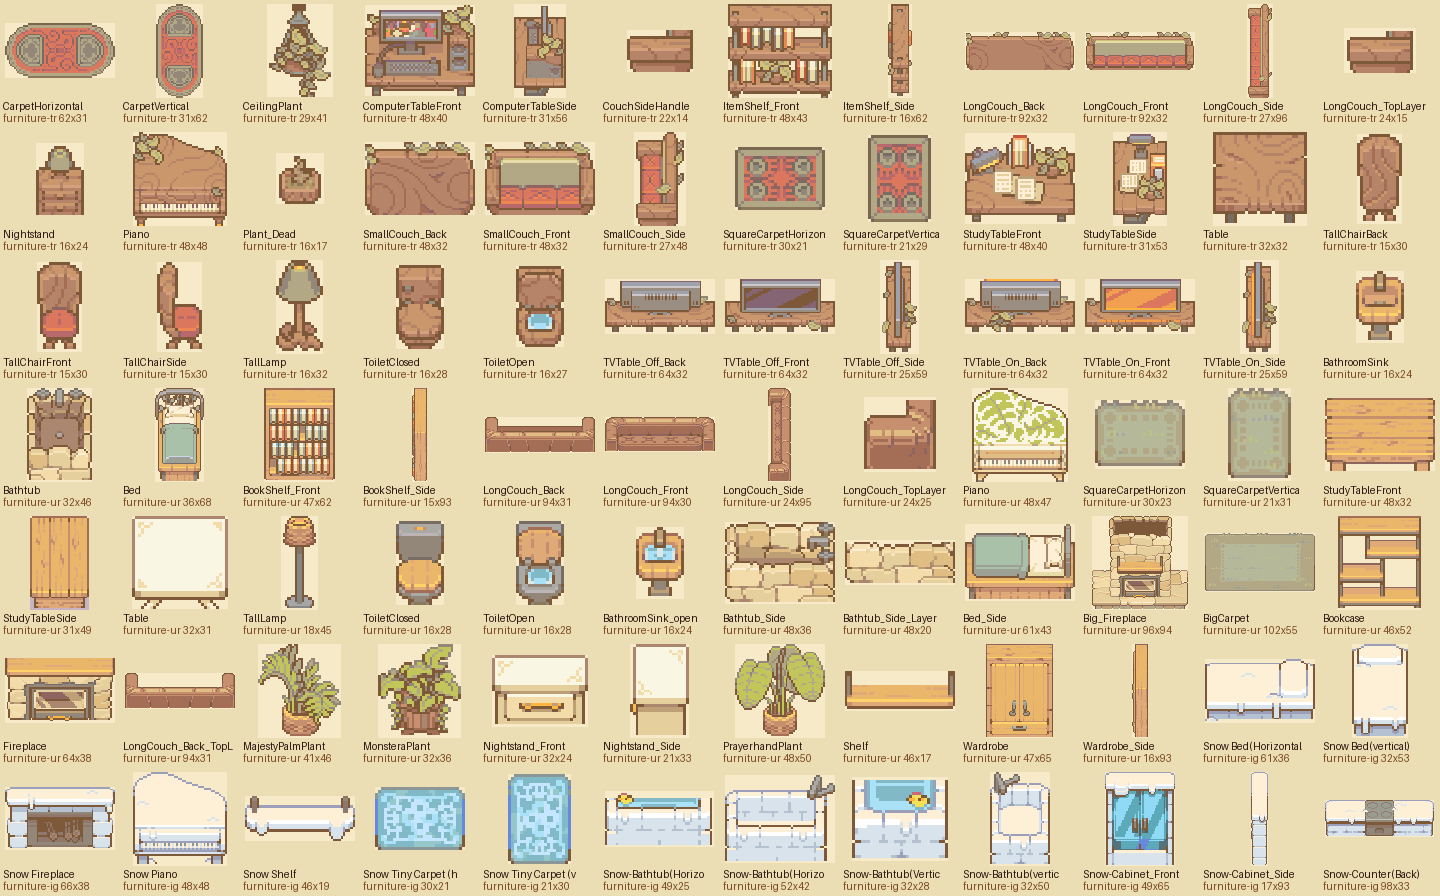 CarpetHorizontal CarpetVertical CeilingPlant ComputerTableFront ComputerTableSide CouchSideHandle ItemShelf_Front ItemShelf_Side LongCouch_Back LongCouch_Front LongCouch_Side LongCouch_TopLayer
furniture-tr 62x31 furniture-tr 31x62 furniture-tr 29x41 furniture-tr 48x40 furniture-tr 31x56 furniture-tr 22x14 furniture-tr 48x43 furniture-tr 16x62 furniture-tr 92x32 furniture-tr 92x32 furniture-tr 27x96 furniture-tr 24x15
Nightstand Piano Plant_Dead SmallCouch_Back SmallCouch_Front SmallCouch_Side SquareCarpetHorizon SquareCarpetVertica StudyTableFront StudyTableSide Table TallChairBack
furniture-tr 16x24 furniture-tr 48x48 furniture-tr 16x17 furniture-tr 48x32 furniture-tr 48x32 furniture-tr 27x48 furniture-tr 30x21 furniture-tr 21x29 furniture-tr 48x40 furniture-tr 31x53 furniture-tr 32x32 furniture-tr 15x30
TallChairFront TallChairSide TallLamp ToiletClosed ToiletOpen TVTable_Off_Back TVTable_Off_Front TVTable_Off_Side TVTable_On_Back TVTable_On_Front TVTable_On_Side BathroomSink
furniture-tr 15x30 furniture-tr 15x30 furniture-tr 16x32 furniture-tr 16x28 furniture-tr 16x27 furniture-tr 64x32 furniture-tr 64x32 furniture-tr 25x59 furniture-tr 64x32 furniture-tr 64x32 furniture-tr 25x59 furniture-ur 16x24
Bathtub Bed BookShelf_Front BookShelf_Side LongCouch_Back LongCouch_Front LongCouch_Side LongCouch_TopLayer Piano SquareCarpetHorizon SquareCarpetVertica StudyTableFront
furniture-ur 32x46 furniture-ur 36x68 furniture-ur 47x62 furniture-ur 15x93 furniture-ur 94x31 furniture-ur 94x30 furniture-ur 24x95 furniture-ur 24x25 furniture-ur 48x47 furniture-ur 30x23 furniture-ur 21x31 furniture-ur 48x32
StudyTableSide Table TallLamp ToiletClosed ToiletOpen BathroomSink_open Bathtub_Side Bathtub_Side_Layer Bed_Side Big_Fireplace BigCarpet Bookcase
furniture-ur 31x49 furniture-ur 32x31 furniture-ur 18x45 furniture-ur 16x28 furniture-ur 16x28 furniture-ur 16x24 furniture-ur 48x36 furniture-ur 48x20 furniture-ur 61x43 furniture-ur 96x94 furniture-ur 102x55 furniture-ur 46x52
Fireplace LongCouch_Back_TopL MajestyPalmPlant MonsteraPlant Nightstand_Front Nightstand_Side PrayerhandPlant Shelf Wardrobe Wardrobe_Side Snow Bed(Horizontal Snow Bed(vertical)
furniture-ur 64x38 furniture-ur 94x31 furniture-ur 41x46 furniture-ur 32x36 furniture-ur 32x24 furniture-ur 21x33 furniture-ur 48x50 furniture-ur 46x17 furniture-ur 47x65 furniture-ur 16x93 furniture-ig 61x36 furniture-ig 32x53
Snow Fireplace Snow Piano Snow Shelf Snow Tiny Carpet (h Snow Tiny Carpet (v Snow-Bathtub(Horizo Snow-Bathtub(Horizo Snow-Bathtub(Vertic Snow-Bathtub(vertic Snow-Cabinet_Front Snow-Cabinet_Side Snow-Counter(Back)
furniture-ig 66x38 furniture-ig 48x48 furniture-ig 46x19 furniture-ig 30x21 furniture-ig 21x30 furniture-ig 49x25 furniture-ig 52x42 furniture-ig 32x28 furniture-ig 32x50 furniture-ig 49x65 furniture-ig 17x93 furniture-ig 98x33